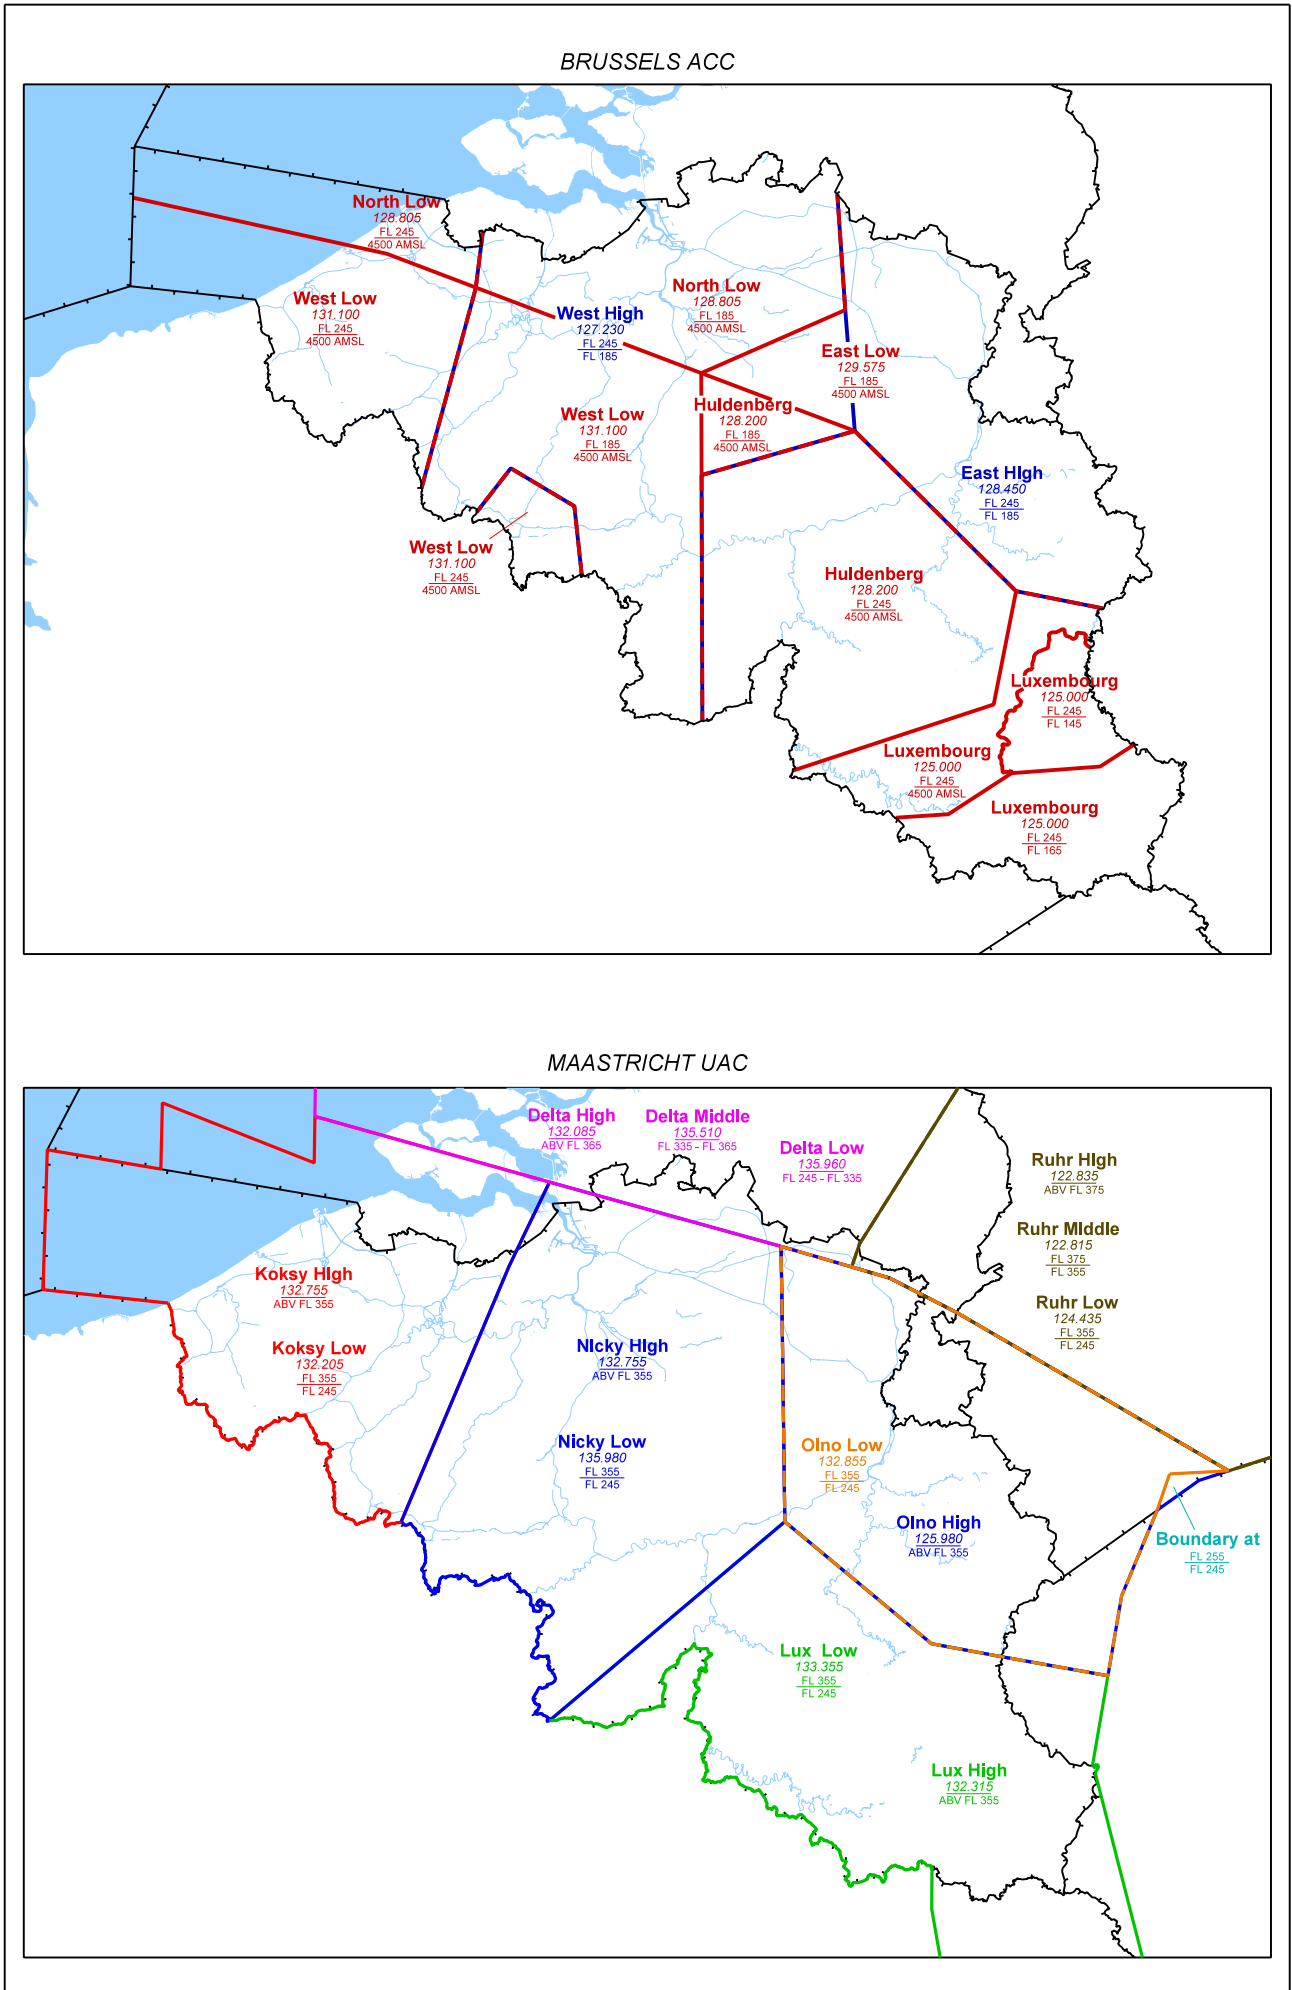 BRUSSELS ACC
North Low
128.805
FL 245
4500 AMSL
West Low
131.100
FL 245
4500 AMSL
West High
127.230
FL 245
FL 185
North Low
128.805
FL 185
4500 AMSL
East Low
129.575
FL 185
4500 AMSL
West Low
131.100
FL 185
4500 AMSL
Huldenberg
128.200
FL 185
4500 AMSL
East HIgh
128.450
FL 245
FL 185
West Low
131.100
FL 245
4500 AMSL
Huldenberg
128.200
FL 245
4500 AMSL
Luxembourg
125.000
FL 245
FL 145
Luxembourg
125.000
FL 245
4500 AMSL
Luxembourg
125.000
FL 245
FL 165
MAASTRICHT UAC
Delta High
132.085
ABV FL 365
Delta Middle
135.510
FL 335 - FL 365
Delta Low
135.960
FL 245 - FL 335
Ruhr HIgh
122.835
ABV FL 375
Ruhr MIddle
122.815
FL 375
FL 355
Ruhr Low
124.435
FL 355
FL 245
Koksy HIgh
132.755
ABV FL 355
Koksy Low
132.205
FL 355
FL 245
NIcky HIgh
132.755
ABV FL 355
Nicky Low
135.980
FL 355
FL 245
Olno Low
132.855
FL 355
FL 245
Olno High
125.980
ABV FL 355
Boundary at
FL 255
FL 245
Lux Low
133.355
FL 355
FL 245
Lux High
132.315
ABV FL 355